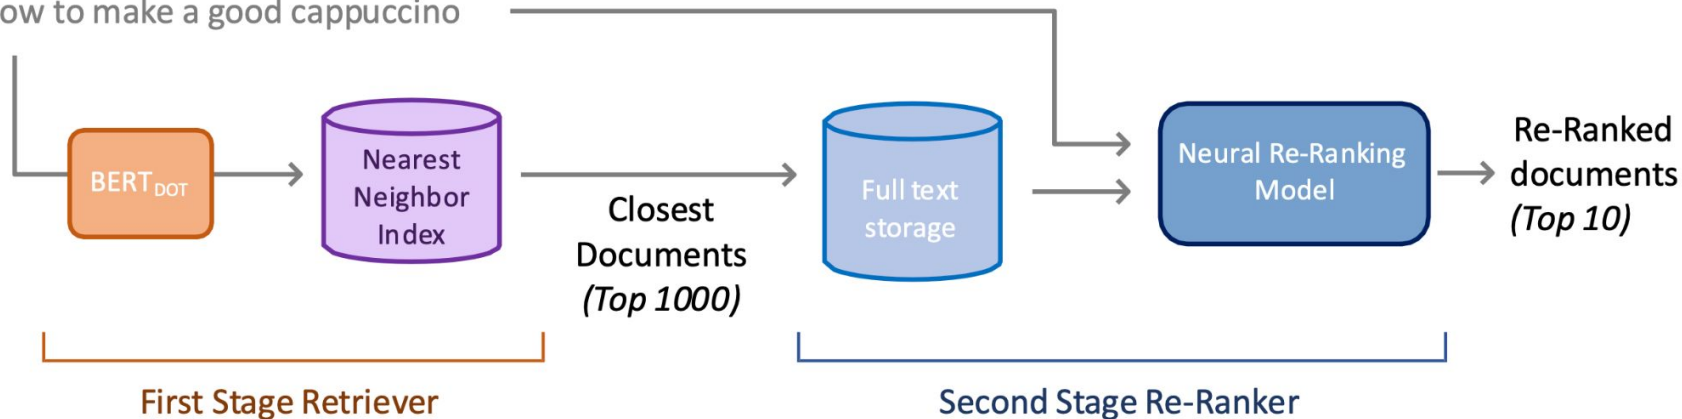 ow to make a good cappuccino
BERTDOT
Nearest
Neighbor
Index
Closest
Documents
(Top 1000)
Full text
storage
Neural Re-Ranking
Model
Re-Ranked
documents
(Top 10)
First Stage Retriever
Second Stage Re-Ranker